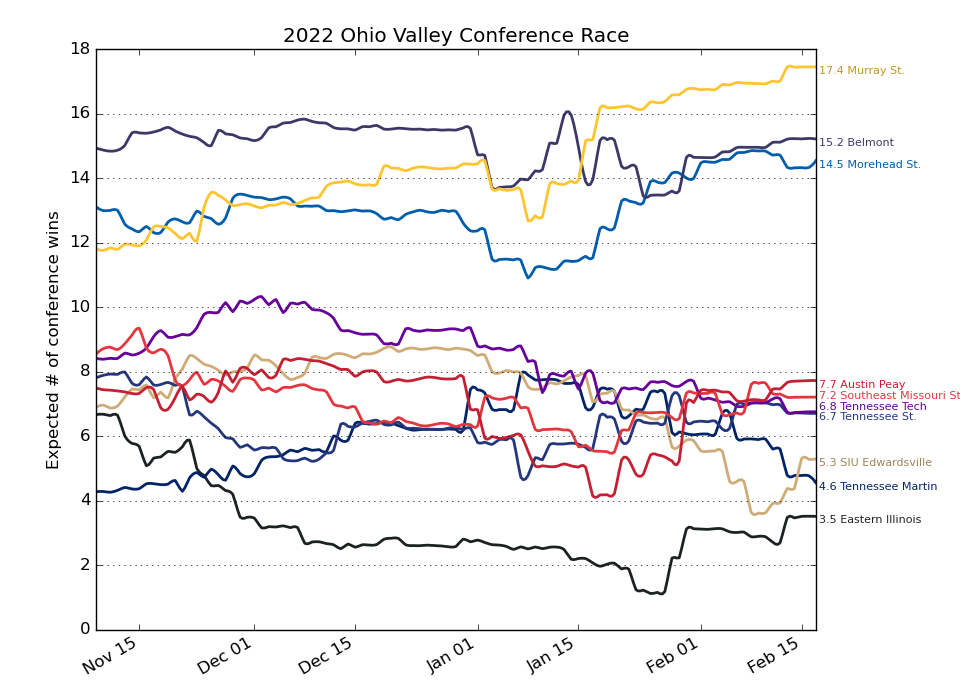 2022 Ohio Valley Conference Race
Expected # of conference wins
18
16
14
12
10
8
6
4
2
0
Nov 15
Dec 01
Dec 15
Jan 01
Jan 15
Feb 01
Feb 15
17.4 Murray St.
15.2 Belmont
14.5 Morehead St.
7.7 Austin Peay
7.2 Southeast Missouri St
6.8 Tennessee Tech
6.7 Tennessee St.
5.3 SIU Edwardsville
4.6 Tennessee Martin
3.5 Eastern Illinois